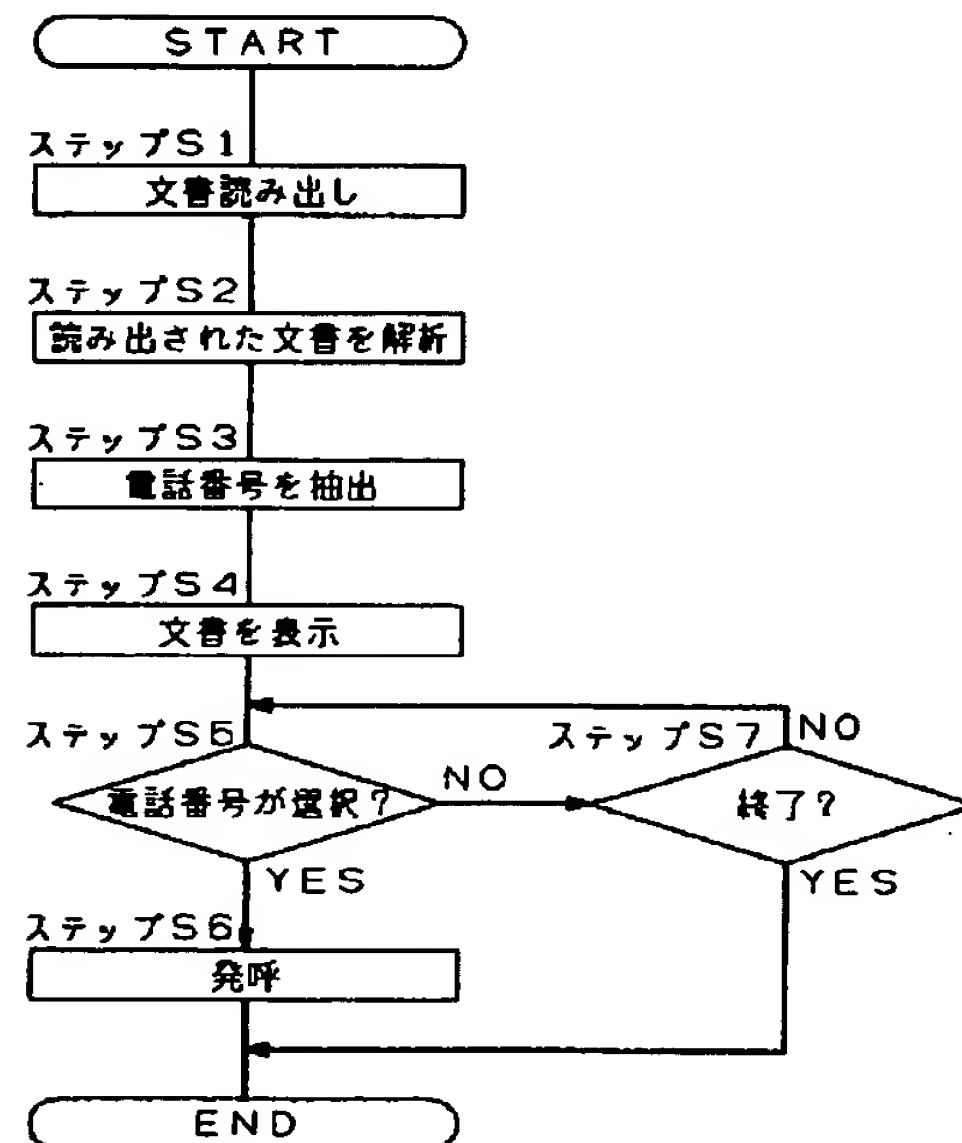 START
ステップS1
文書読み出し
ステップS2
読み出された文書を解析
ステップS3
電話番号を抽出
ステップS4
文書を表示
ステップS5
電話番号が選択？
NO
YES
ステップS7
終了？
NO
YES
ステップS6
発呼
END